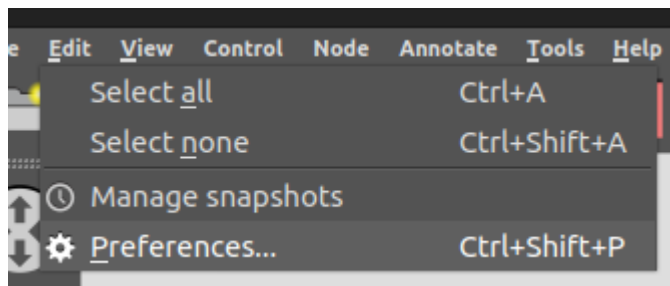 e Edit View Control Node Annotate Tools Help
Select all Ctrl+A
Select none Ctrl+Shift+A
Manage snapshots
Preferences... Ctrl+Shift+P